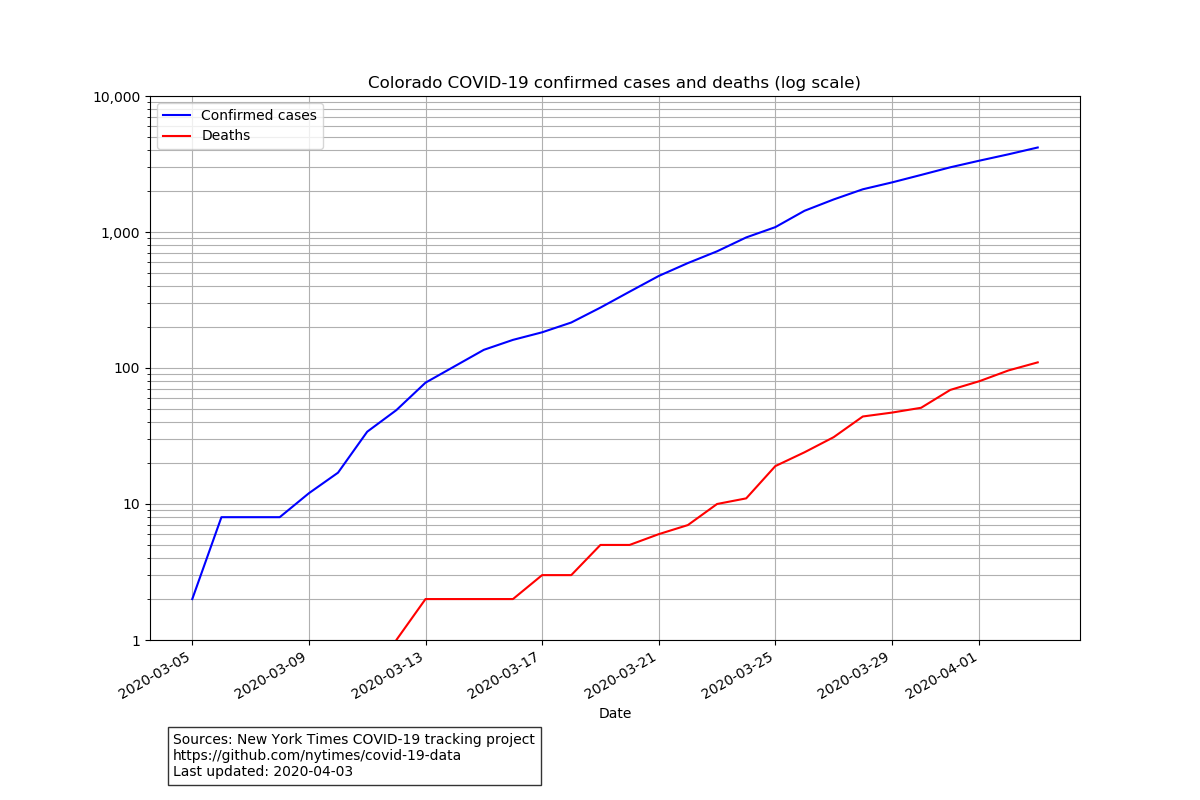 Colorado COVID-19 confirmed cases and deaths (log scale)
10,000
1,000
100
10
1
Confirmed cases
Deaths
2020-03-05
2020-03-09
2020-03-13
2020-03-17
2020-03-21
2020-03-25
2020-03-29
2020-04-01
Date
Sources: New York Times COVID-19 tracking project
https://github.com/nytimes/covid-19-data
Last updated: 2020-04-03